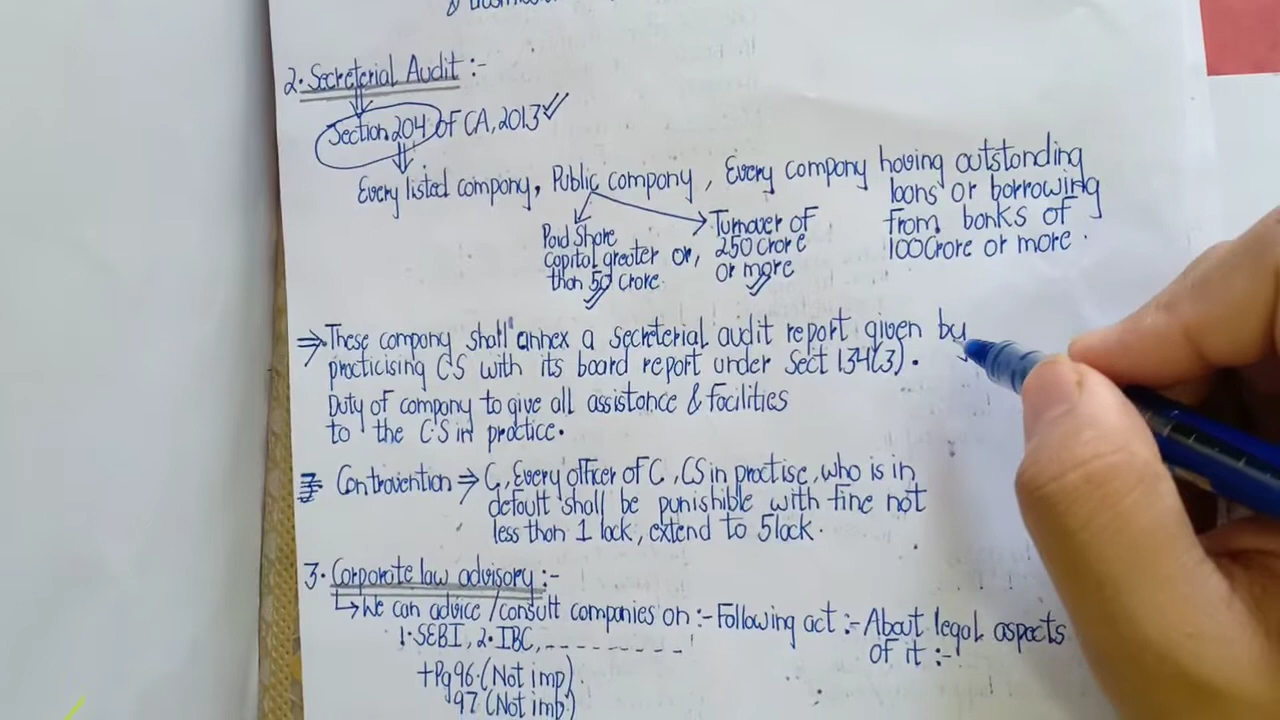 2. Secreterial Audit :-
Section 204 of CA, 2013
Every listed company, Public company, Every company having outstanding
loans or borrowing
from banks of
100 Crore or more.
Paid Share
capital greater or,
than 50 Crore.
Turnover of
250 Crore
or more
⇒ These company shall annex a secreterial audit report given by
practicising CS with its board report under Sect 134(3).
Duty of company to give all assistance & facilities
to the CS in practice.
Contravention ⇒ C, Every officer of C, CS in practise, who is in
default shall be punishible with fine not
less than 1 lack, extend to 5 lack.
3. Corporate law advisory :-
↳ We can advice / consult companies on :- Following act :- About legal aspects
of it :-
1. SEBI, 2. IBC, - - - - - - - - -
+Pg 96. (Not imp)
97 (Not imp)